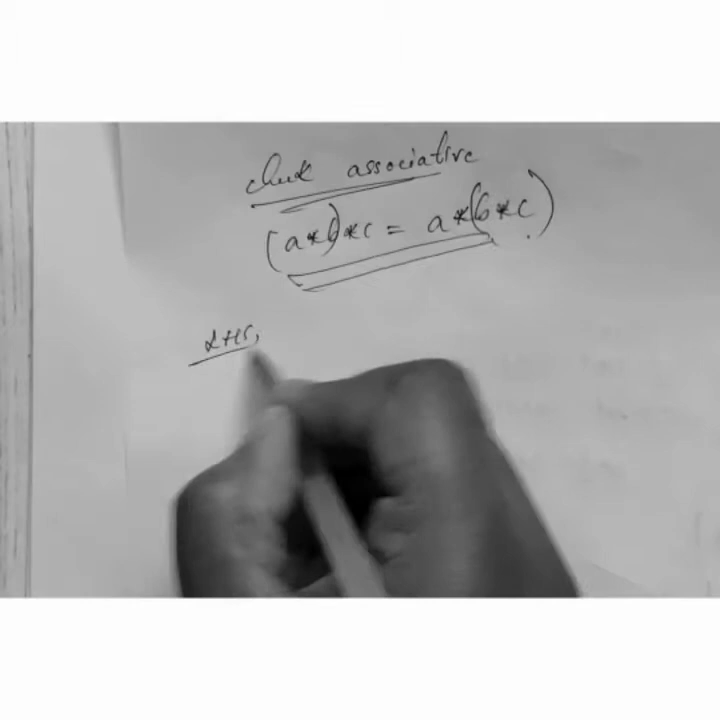 check associative
(a*b)*c = a*(b*c)
LHS,